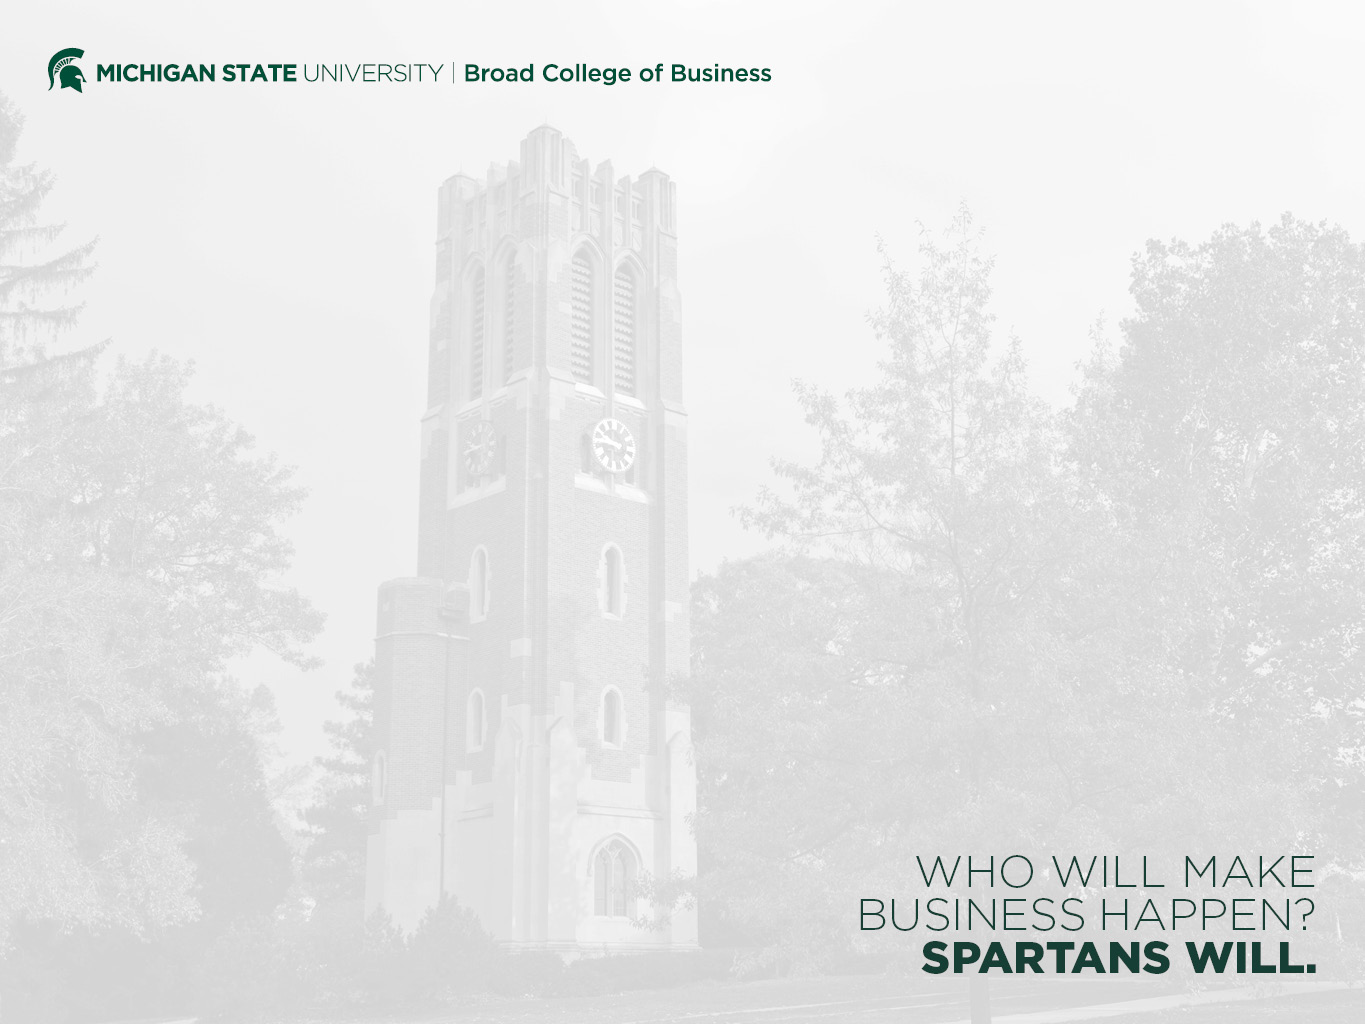 MICHIGAN STATE UNIVERSITY | Broad College of Business
WHO WILL MAKE
BUSINESS HAPPEN?
SPARTANS WILL.